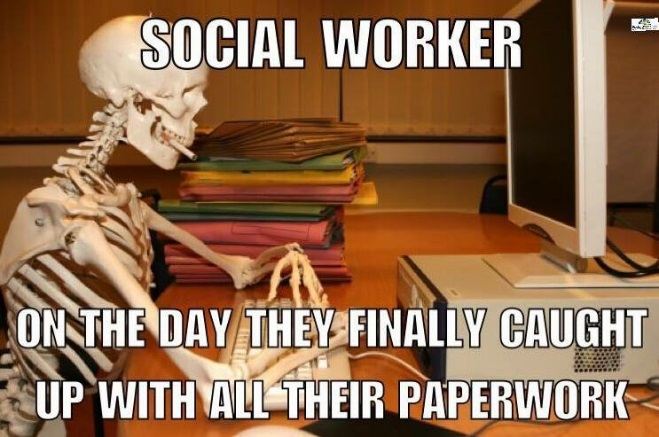 SOCIAL WORKER
ON THE DAY THEY FINALLY CAUGHT
UP WITH ALL THEIR PAPERWORK